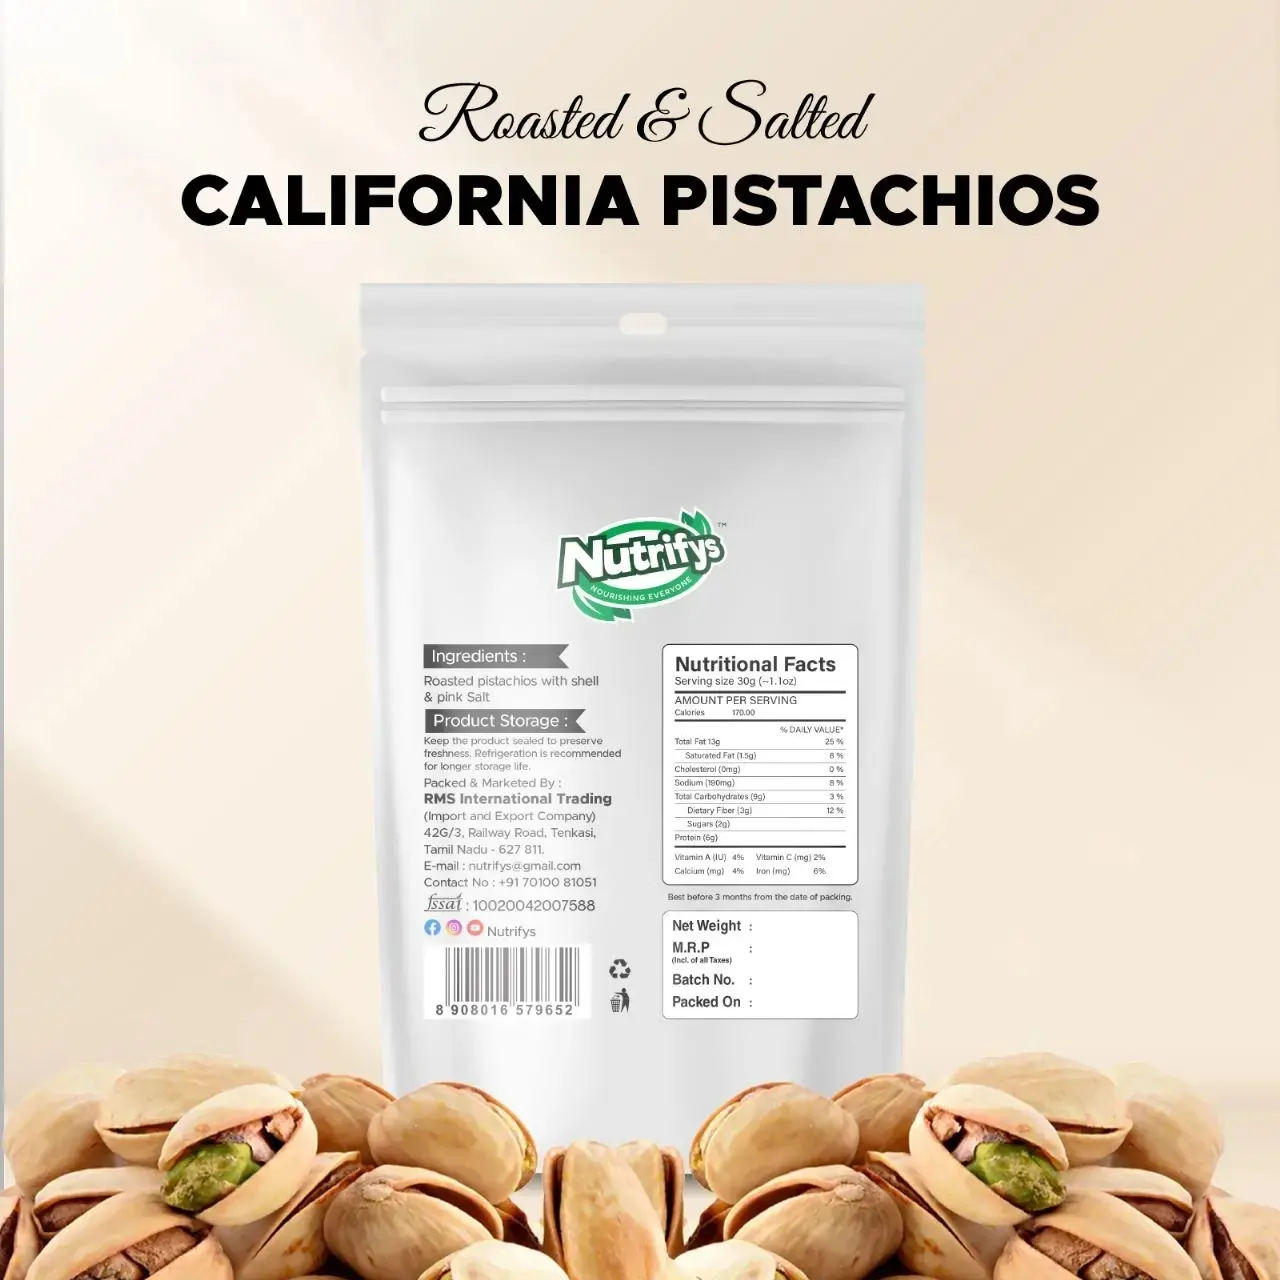 Roasted & Salted
CALIFORNIA PISTACHIOS
Nutrifys™
NOURISHING EVERYONE
Ingredients :
Roasted pistachios with shell
& pink Salt
Product Storage :
Keep the product sealed to preserve
freshness. Refrigeration is recommended
for longer storage life.
Packed & Marketed By :
RMS International Trading
(Import and Export Company)
42G/3, Railway Road, Tenkasi,
Tamil Nadu - 627 811.
E-mail : nutrifys@gmail.com
Contact No : +91 70100 81051
fssai : 10020042007588
Nutrifys
8 908016 579652
Nutritional Facts
Serving size 30g (~1.1oz)
AMOUNT PER SERVING
Calories 170.00
% DAILY VALUE*
Total Fat 13g 25 %
Saturated Fat (1.5g) 8 %
Cholesterol (0mg) 0 %
Sodium (190mg) 8 %
Total Carbohydrates (9g) 3 %
Dietary Fiber (3g) 12 %
Sugars (2g)
Protein (6g)
Vitamin A (IU) 4% Vitamin C (mg) 2%
Calcium (mg) 4% Iron (mg) 6%
Best before 3 months from the date of packing.
Net Weight :
M.R.P :
(Incl. of all Taxes)
Batch No. :
Packed On :